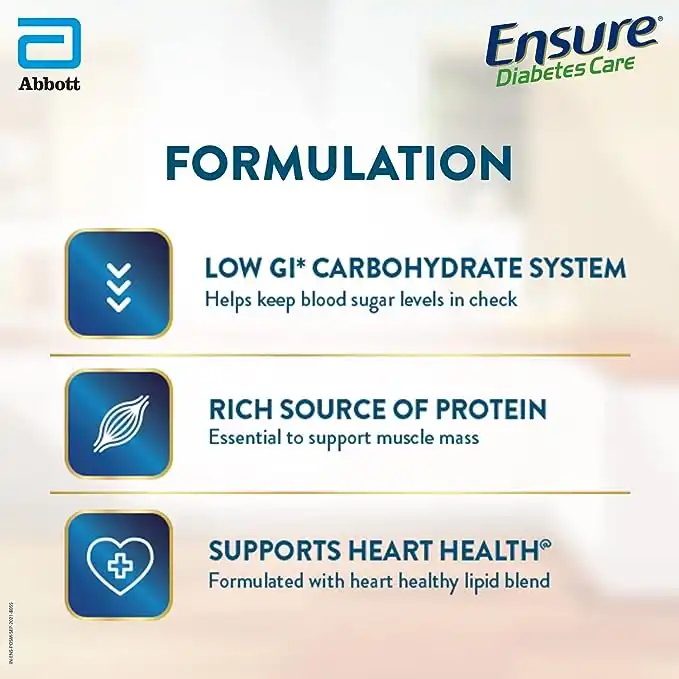 Abbott
Ensure®
Diabetes Care
FORMULATION
LOW GI* CARBOHYDRATE SYSTEM
Helps keep blood sugar levels in check
RICH SOURCE OF PROTEIN
Essential to support muscle mass
SUPPORTS HEART HEALTH@
Formulated with heart healthy lipid blend